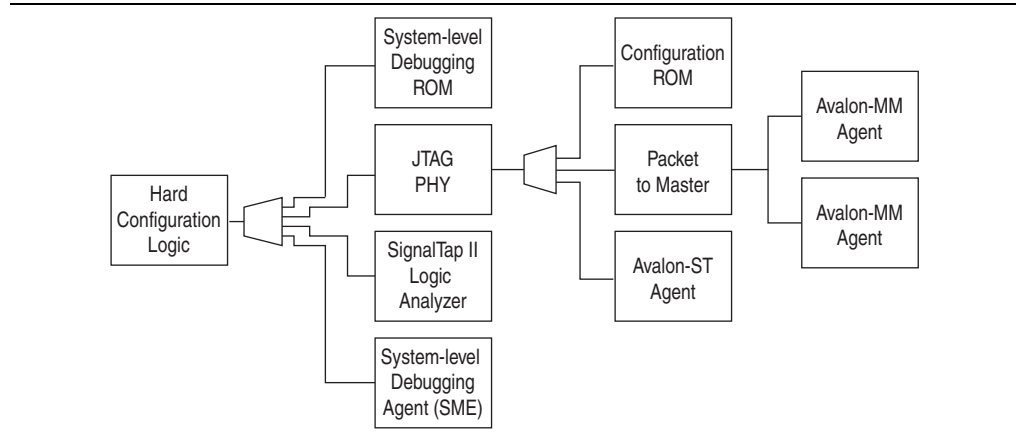 System-level
Debugging
ROM
Configuration
ROM
Avalon-MM
Agent
JTAG
PHY
Packet
to Master
Hard
Configuration
Logic
Avalon-MM
Agent
SignalTap II
Logic
Analyzer
Avalon-ST
Agent
System-level
Debugging
Agent (SME)